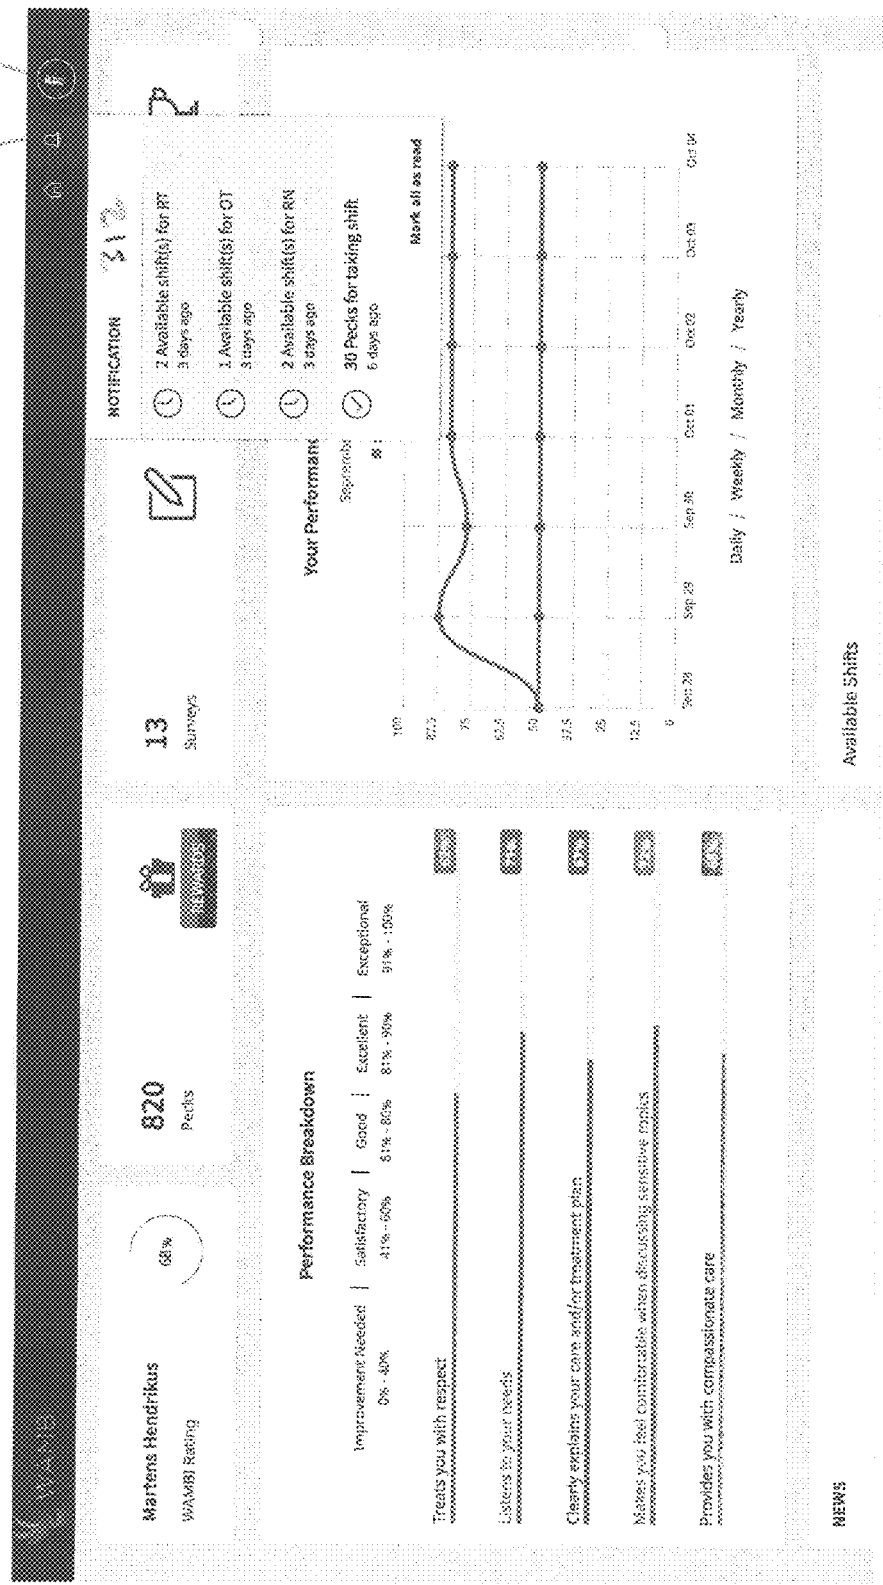 WAMBI
NOTIFICATION
312
2 Available shift(s) for RT
3 days ago
1 Available shift(s) for OT
3 days ago
2 Available shift(s) for RN
3 days ago
30 Pecks for taking shift
6 days ago
Mark all as read
Martens Hendrikus
WAMBI Rating
68%
820
Pecks
REWARDS
13
Surveys
Performance Breakdown
Improvement Needed | Satisfactory | Good | Excellent | Exceptional
0% - 40% 41% - 60% 61% - 80% 81% - 90% 91% - 100%
Treats you with respect
Listens to your needs
Clearly explains your care and/or treatment plan
Makes you feel comfortable when discussing sensitive topics
Provides you with compassionate care
Your Performanc
Septembe
100
87.5
75
62.5
50
37.5
25
12.5
0
Sep 28 Sep 29 Sep 30 Oct 01 Oct 02 Oct 03 Oct 04
Daily / Weekly / Monthly / Yearly
NEWS
Available Shifts